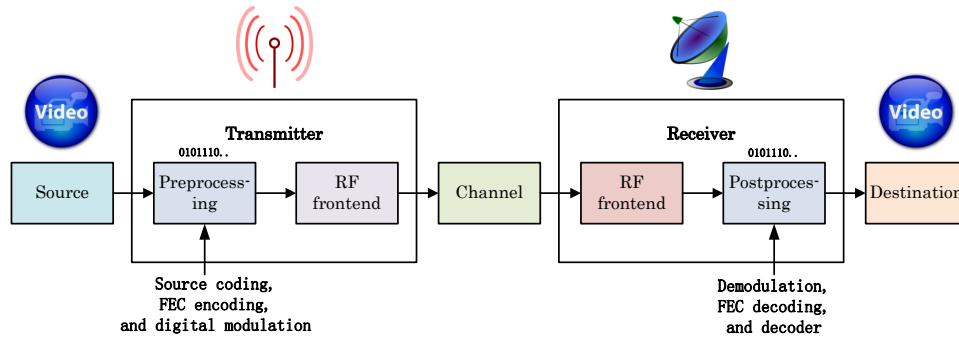 Video
Video
Transmitter
Receiver
0101110..
0101110..
Source
Preprocess-
ing
RF
frontend
Channel
RF
frontend
Postproces-
sing
Destination
Source coding,
FEC encoding,
and digital modulation
Demodulation,
FEC decoding,
and decoder